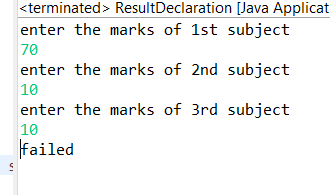 <terminated> ResultDeclaration [Java Applicat
enter the marks of 1st subject
70
enter the marks of 2nd subject
10
enter the marks of 3rd subject
10
failed
s